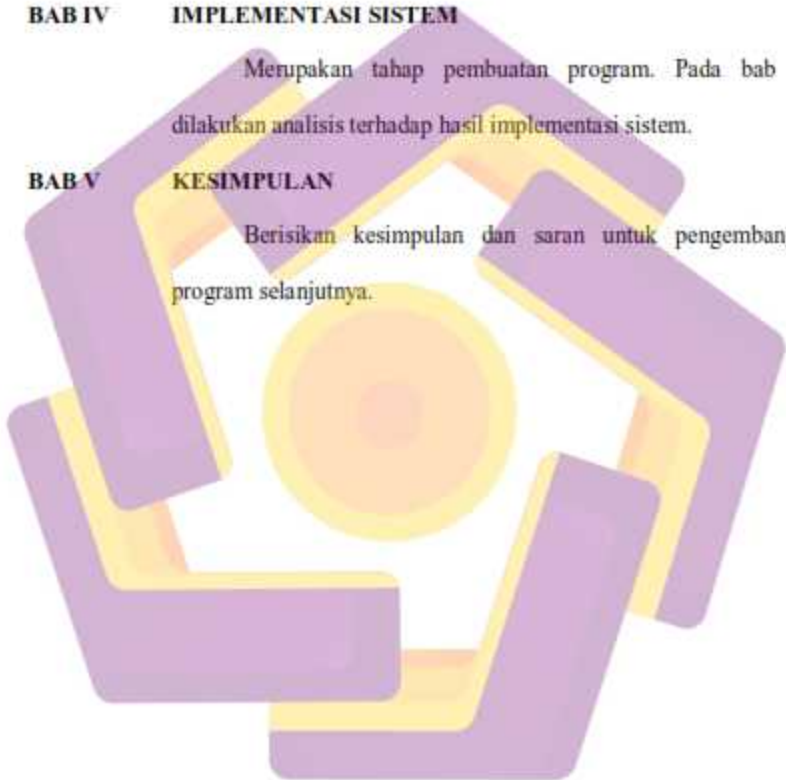 BAB IV IMPLEMENTASI SISTEM
Merupakan tahap pembuatan program. Pada bab
dilakukan analisis terhadap hasil implementasi sistem.
BAB V KESIMPULAN
Berisikan kesimpulan dan saran untuk pengemban
program selanjutnya.